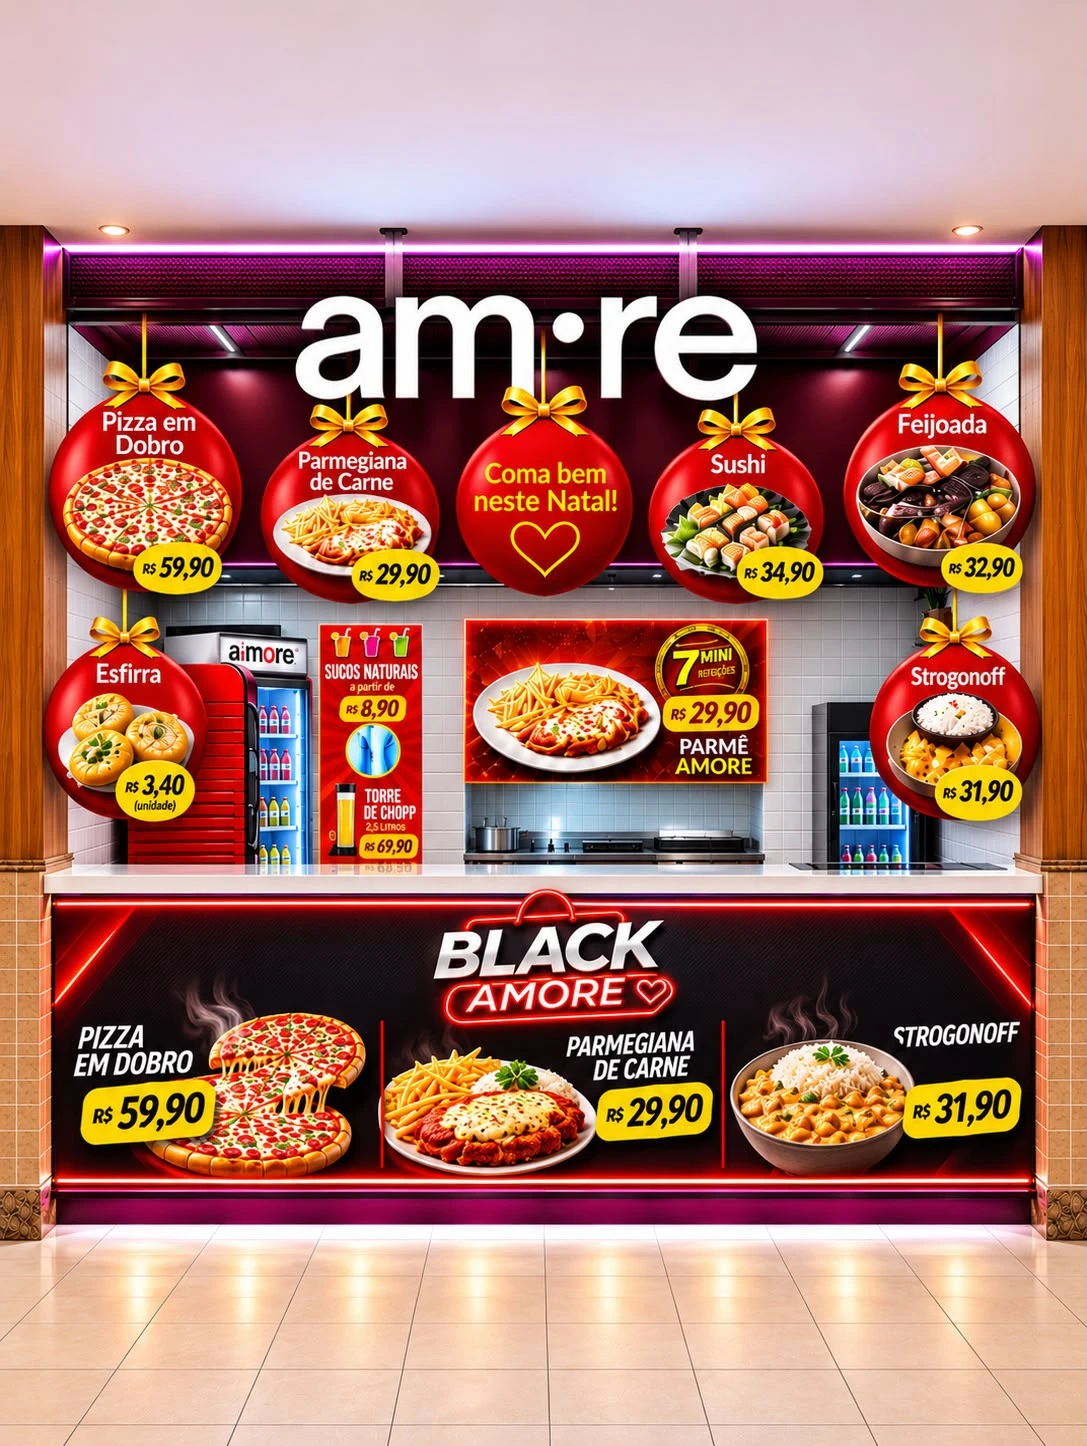 am·re
Pizza em
Dobro
R$ 59,90
Parmegiana
de Carne
R$ 29,90
Coma bem
neste Natal!
Sushi
R$ 34,90
Feijoada
R$ 32,90
Esfirra
R$ 3,40
(unidade)
aimore
SUCOS NATURAIS
a partir de
R$ 8,90
TORRE
DE CHOPP
2,5 LITROS
R$ 69,90
7 MINI
REFEIÇÕES
R$ 29,90
PARMÊ
AMORE
Strogonoff
R$ 31,90
BLACK
AMORE
PIZZA
EM DOBRO
R$ 59,90
PARMEGIANA
DE CARNE
R$ 29,90
STROGONOFF
R$ 31,90